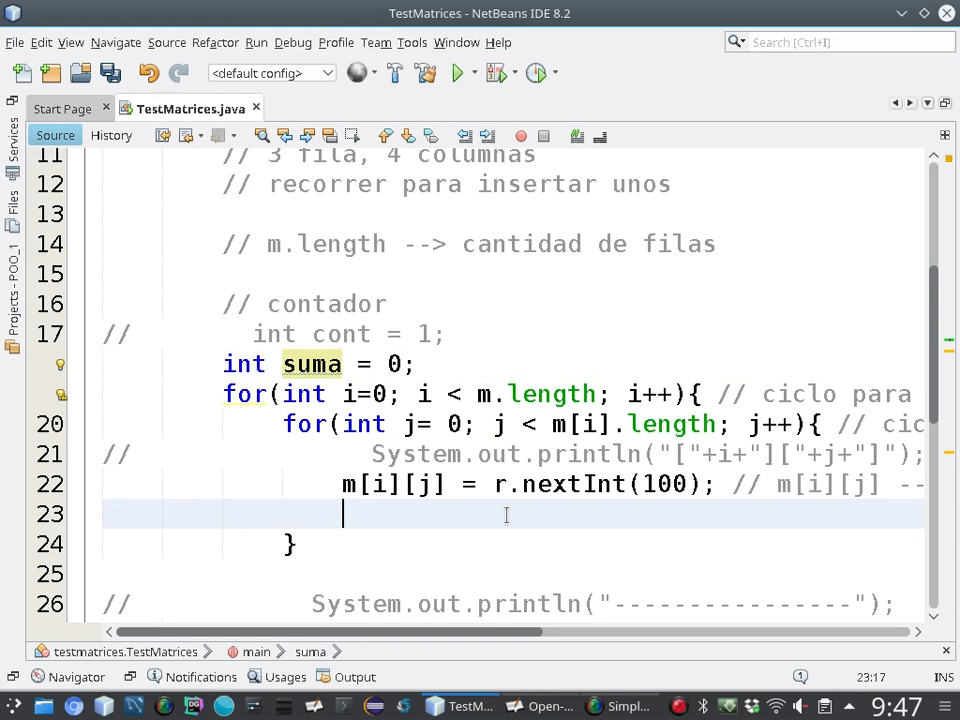 TestMatrices - NetBeans IDE 8.2
File Edit View Navigate Source Refactor Run Debug Profile Team Tools Window Help
Search (Ctrl+I)
<default config>
Start Page TestMatrices.java
Source History
Services
Files
Projects - POO_1
11 // 3 fila, 4 columnas
12 // recorrer para insertar unos
13
14 // m.length --> cantidad de filas
15
16 // contador
17 // int cont = 1;
int suma = 0;
for(int i=0; i < m.length; i++){ // ciclo para
20 for(int j= 0; j < m[i].length; j++){ // cic
21 // System.out.println("["+i+"]["+j+"]");
22 m[i][j] = r.nextInt(100); // m[i][j] --
23
24 }
25
26 // System.out.println("----------------");
testmatrices.TestMatrices main suma
Navigator Notifications Usages Output
1 23:17 INS
TestM... Open-... Simpl... 9:47